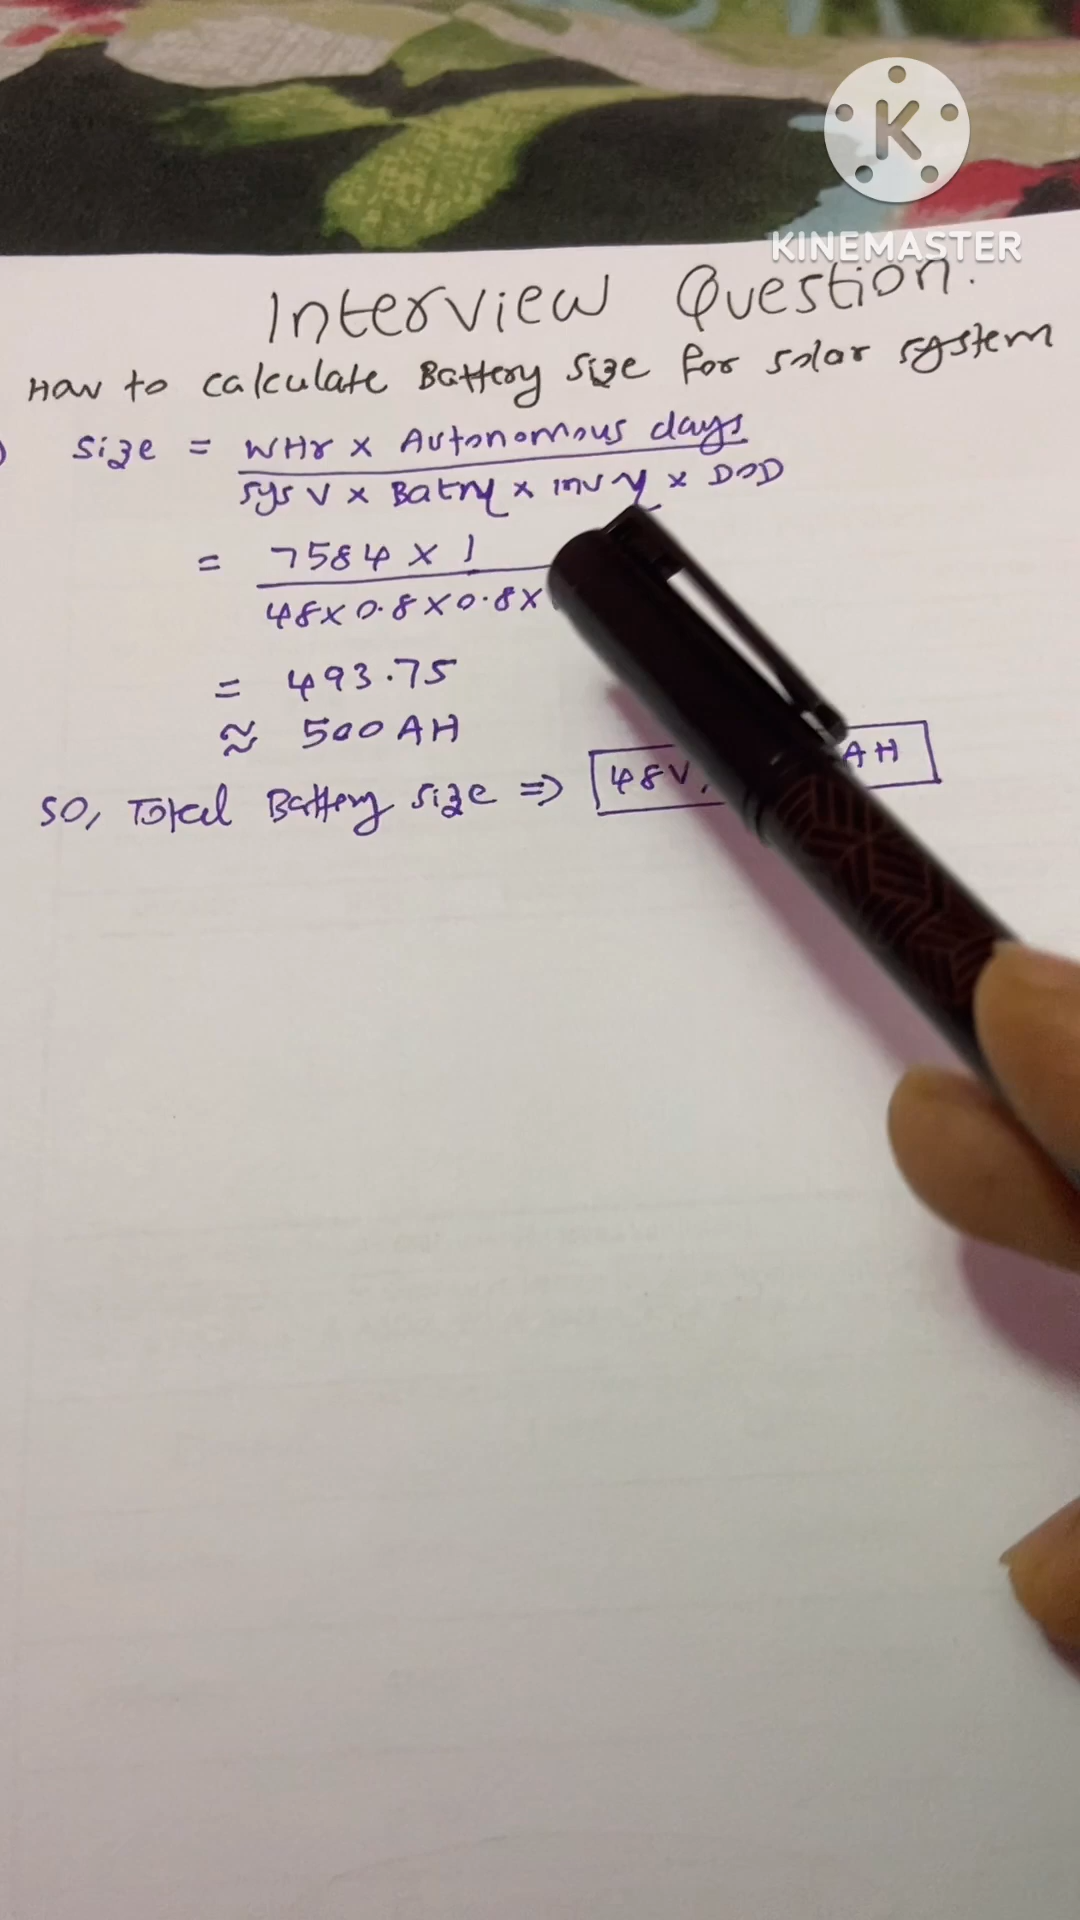 K
KINEMASTER
Interview Question.
How to calculate Battery size for solar system
Size = WHr x Autonomous days
sys V x Batry x inv η x DOD
= 7584 x 1
48 x 0.8 x 0.8 x
= 493.75
≈ 500 AH
SO, Total Battery size => 48V, AH